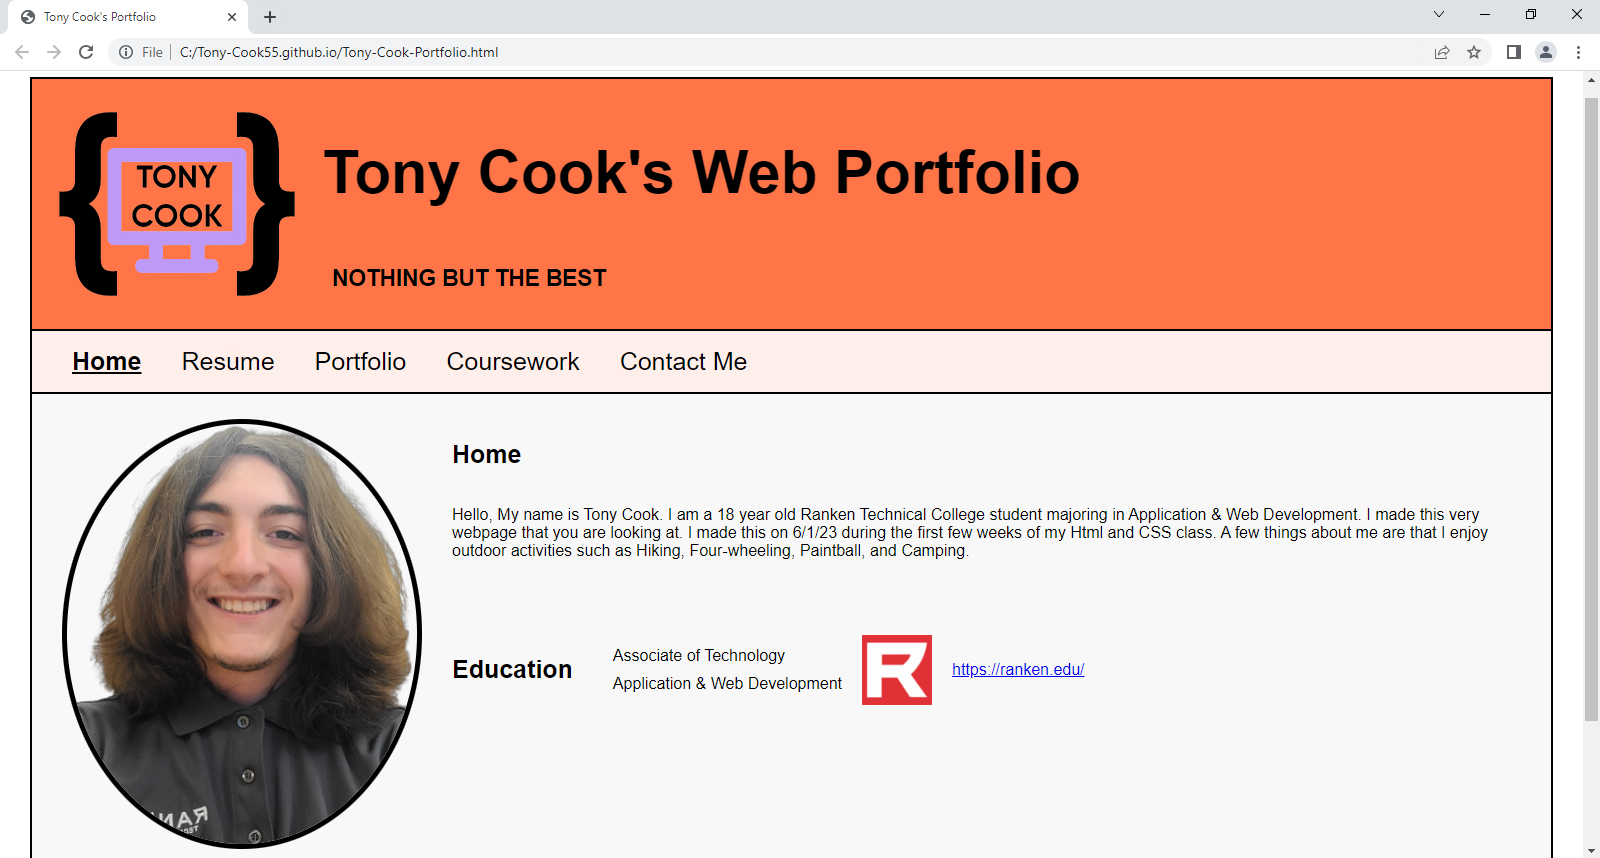 Tony Cook's Portfolio
File
C:/Tony-Cook55.github.io/Tony-Cook-Portfolio.html
TONY
COOK
Tony Cook's Web Portfolio
NOTHING BUT THE BEST
Home Resume Portfolio Coursework Contact Me
Home
Hello, My name is Tony Cook. I am a 18 year old Ranken Technical College student majoring in Application & Web Development. I made this very
webpage that you are looking at. I made this on 6/1/23 during the first few weeks of my Html and CSS class. A few things about me are that I enjoy
outdoor activities such as Hiking, Four-wheeling, Paintball, and Camping.
Education
Associate of Technology
Application & Web Development
R
https://ranken.edu/
RAN